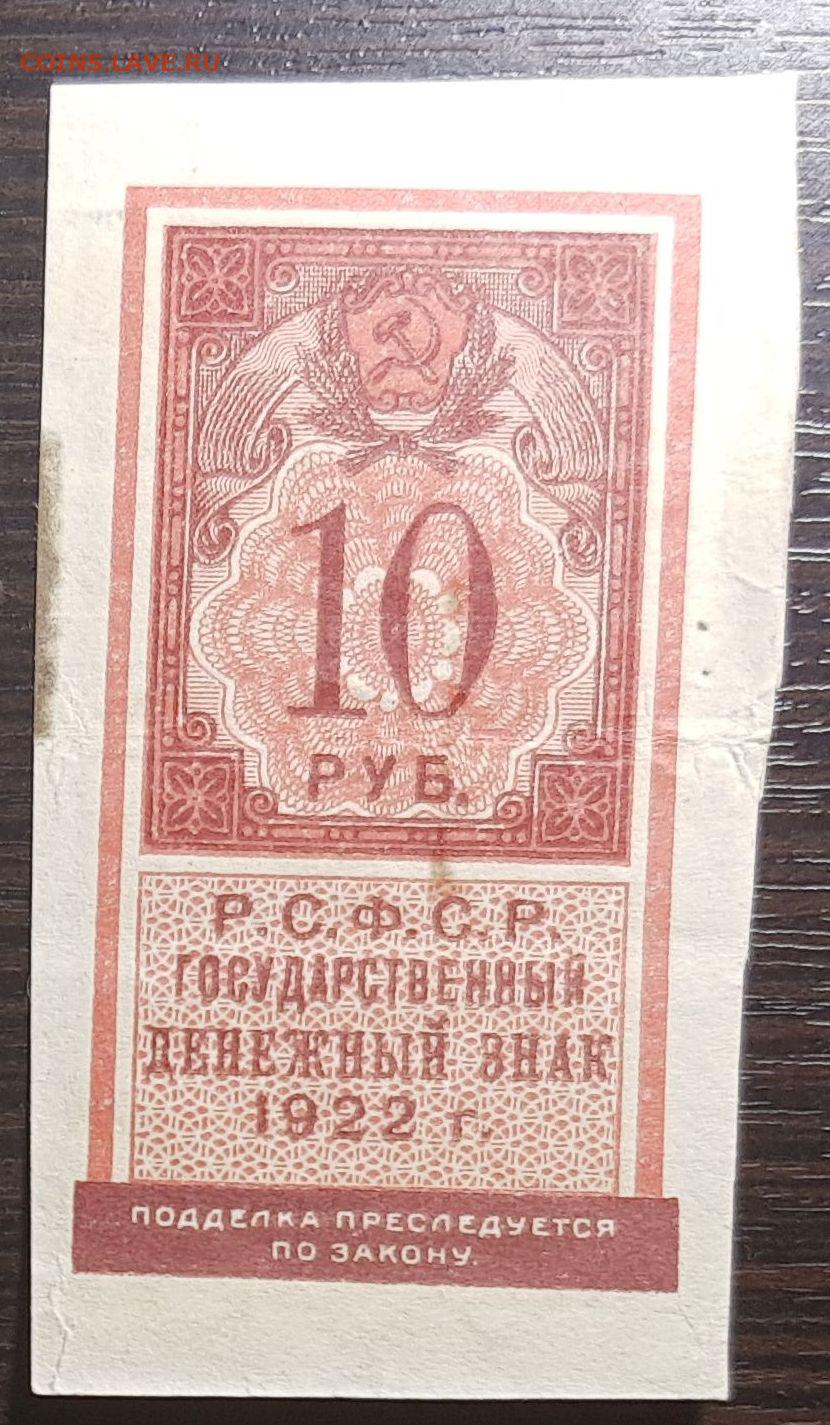 COINS.LAVE.RU
10
РУБ.
Р.С.Ф.С.Р.
ГОСУДАРСТВЕННЫЙ
ДЕНЕЖНЫЙ ЗНАК
1922 г.
ПОДДЕЛКА ПРЕСЛЕДУЕТСЯ
ПО ЗАКОНУ.